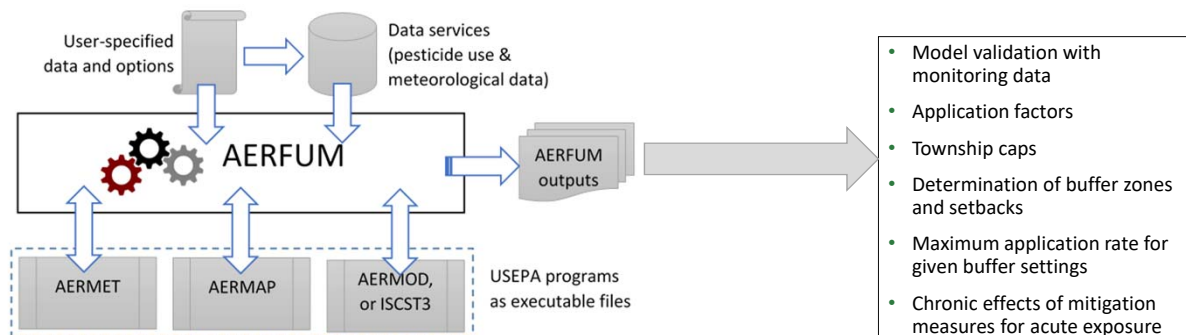 User-specified
data and options
Data services
(pesticide use &
meteorological data)
AERFUM
AERFUM
outputs
AERMET
AERMAP
AERMOD,
or ISCST3
USEPA programs
as executable files
• Model validation with
monitoring data
• Application factors
• Township caps
• Determination of buffer zones
and setbacks
• Maximum application rate for
given buffer settings
• Chronic effects of mitigation
measures for acute exposure